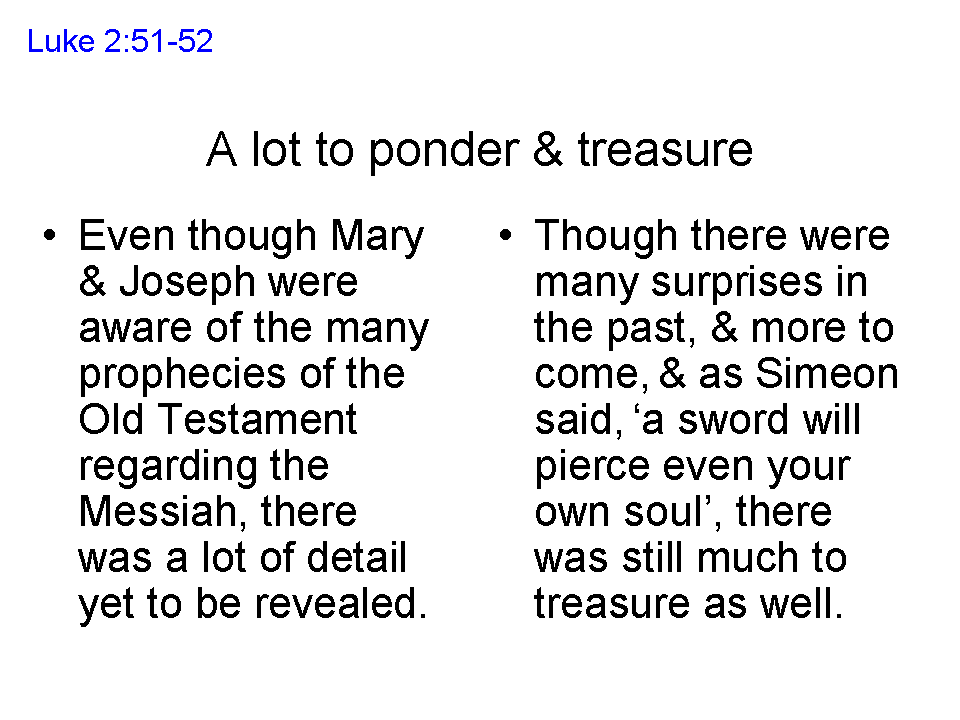 Luke 2:51-52
A lot to ponder & treasure
• Even though Mary
& Joseph were
aware of the many
prophecies of the
Old Testament
regarding the
Messiah, there
was a lot of detail
yet to be revealed.
• Though there were
many surprises in
the past, & more to
come, & as Simeon
said, ‘a sword will
pierce even your
own soul’, there
was still much to
treasure as well.